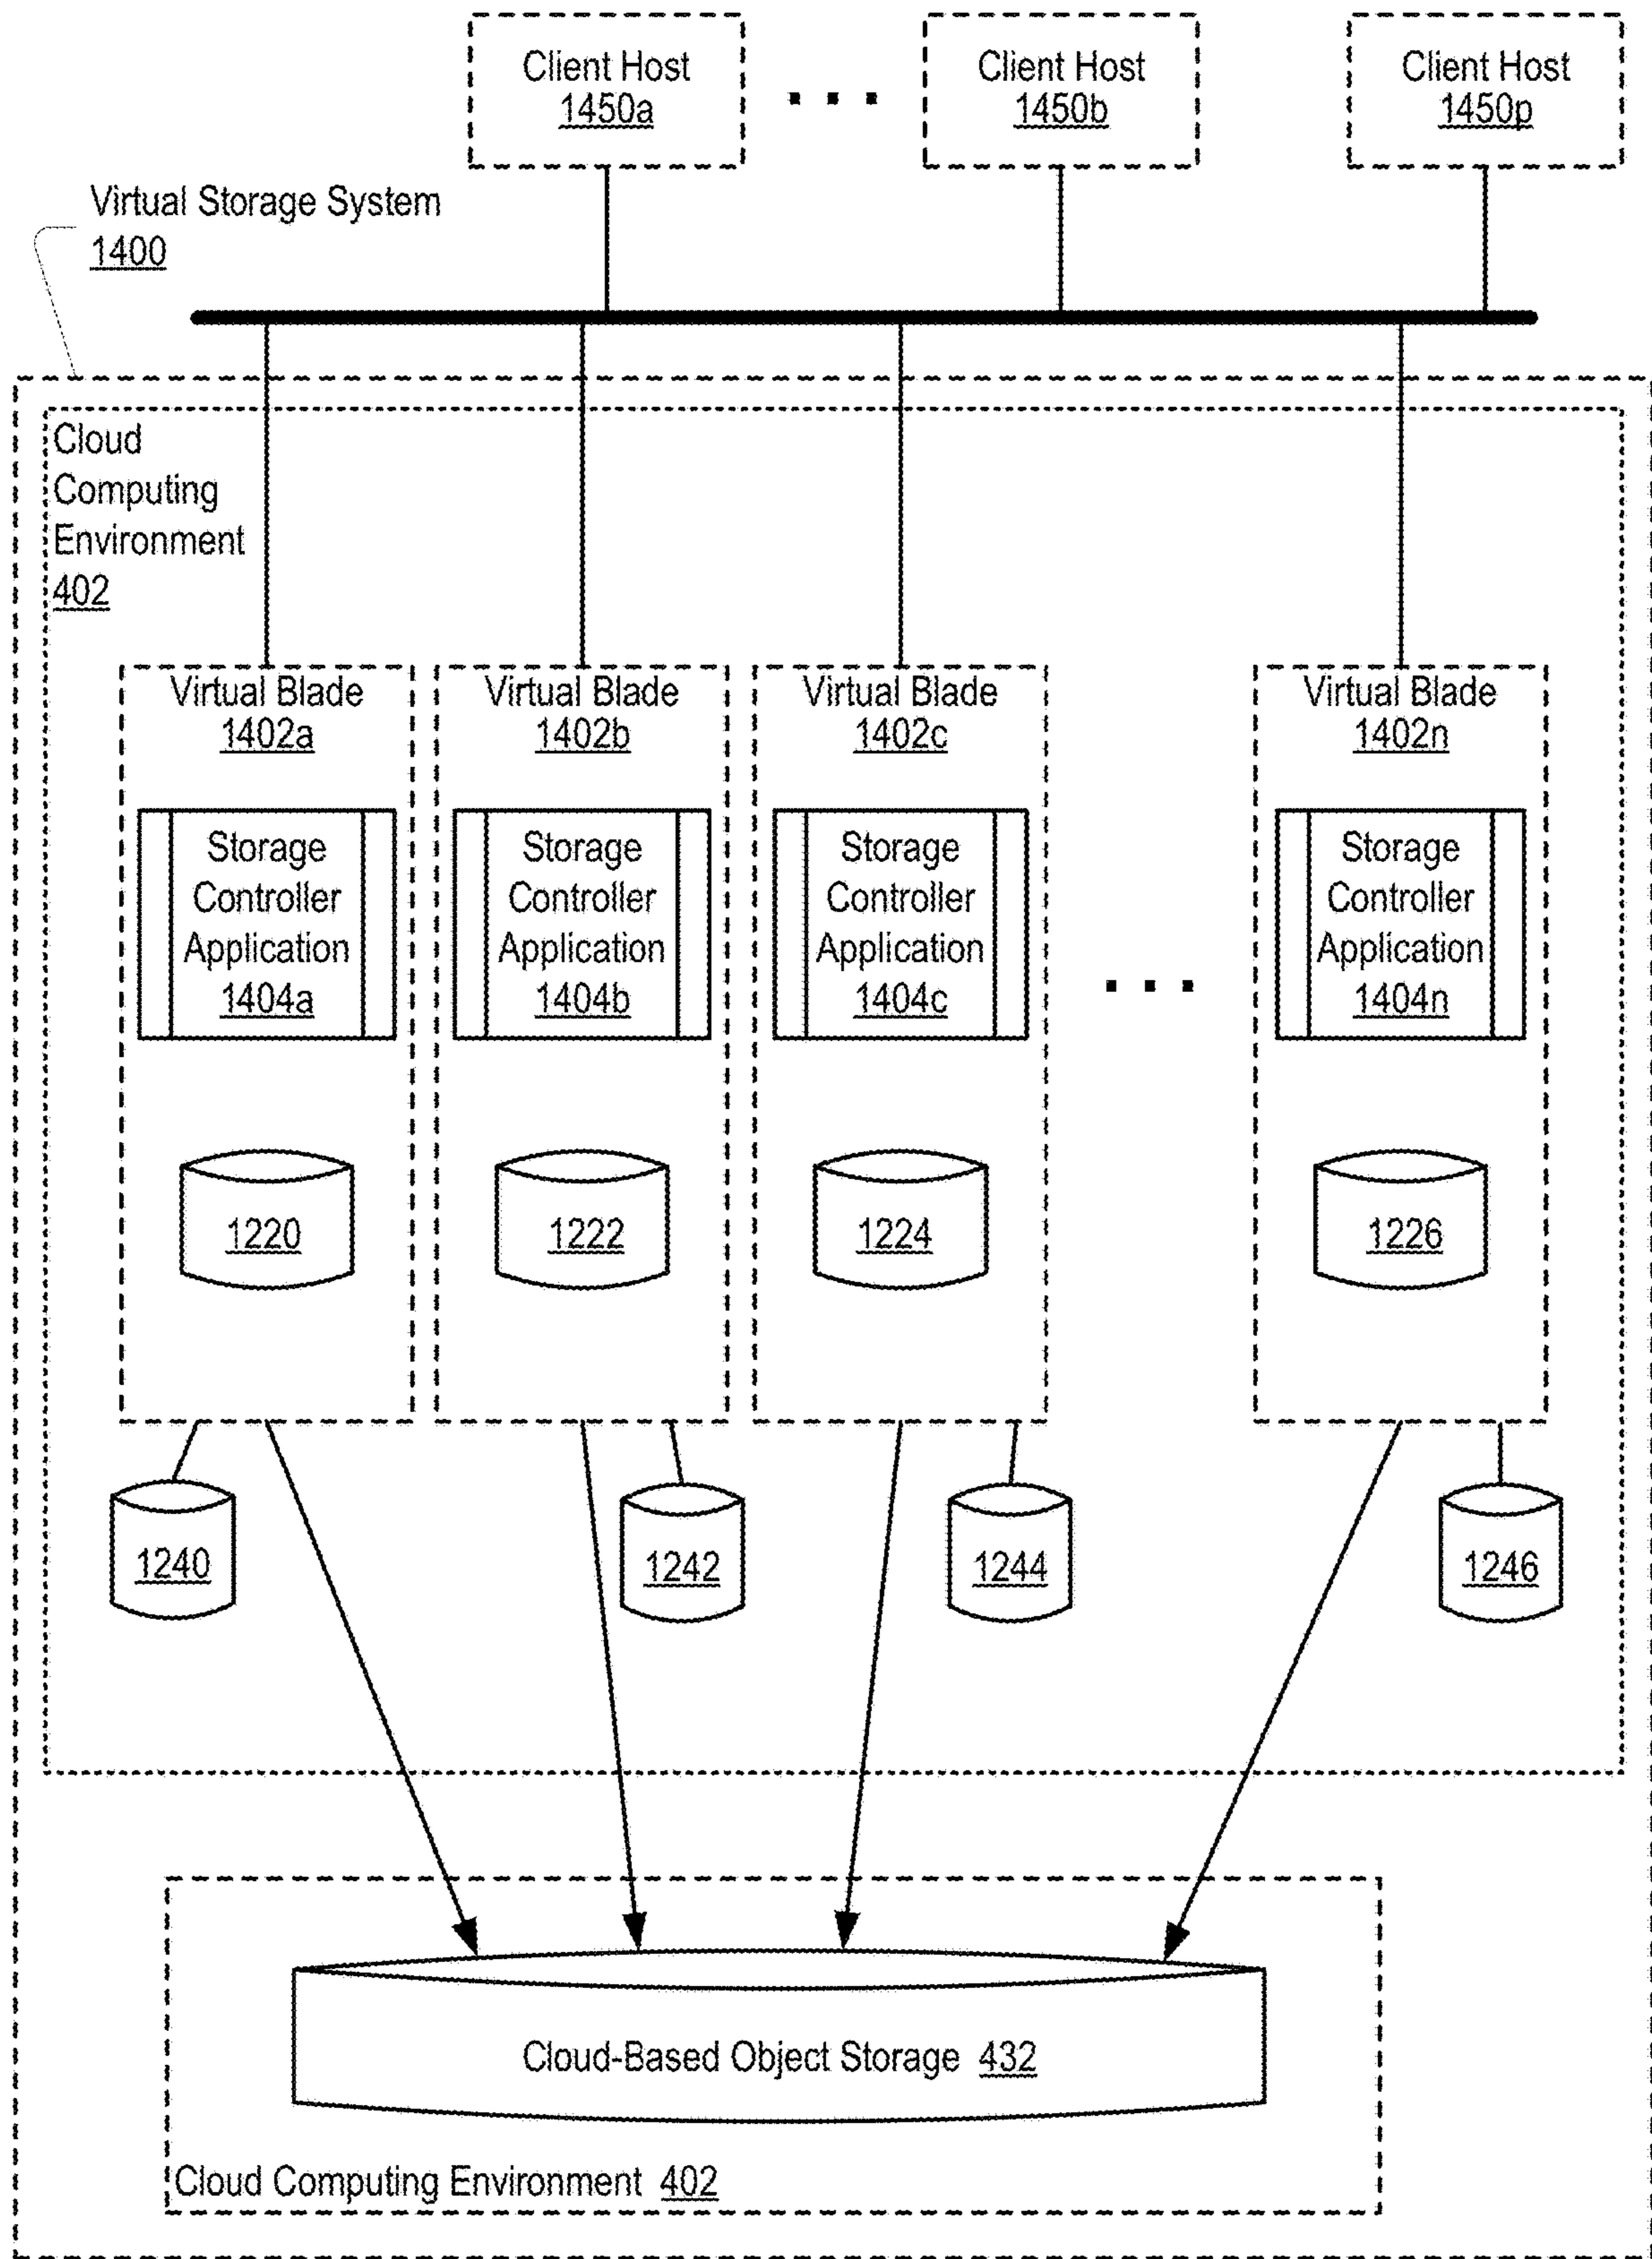 Client Host
1450a
Client Host
1450b
Client Host
1450p
Virtual Storage System
1400
Cloud
Computing
Environment
402
Virtual Blade
1402a
Virtual Blade
1402b
Virtual Blade
1402c
Virtual Blade
1402n
Storage
Controller
Application
1404a
Storage
Controller
Application
1404b
Storage
Controller
Application
1404c
Storage
Controller
Application
1404n
1220
1222
1224
1226
1240
1242
1244
1246
Cloud-Based Object Storage 432
Cloud Computing Environment 402